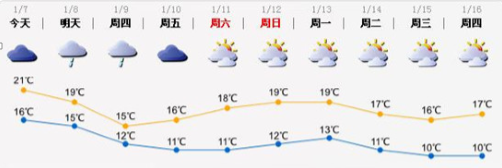 1/7 1/8 1/9 1/10 1/11 1/12 1/13 1/14 1/15 1/16
今天 明天 周四 周五 周六 周日 周一 周二 周三 周四
21℃ 19℃ 15℃ 16℃ 18℃ 19℃ 19℃ 17℃ 16℃ 17℃
16℃ 15℃ 12℃ 11℃ 11℃ 12℃ 13℃ 11℃ 10℃ 10℃